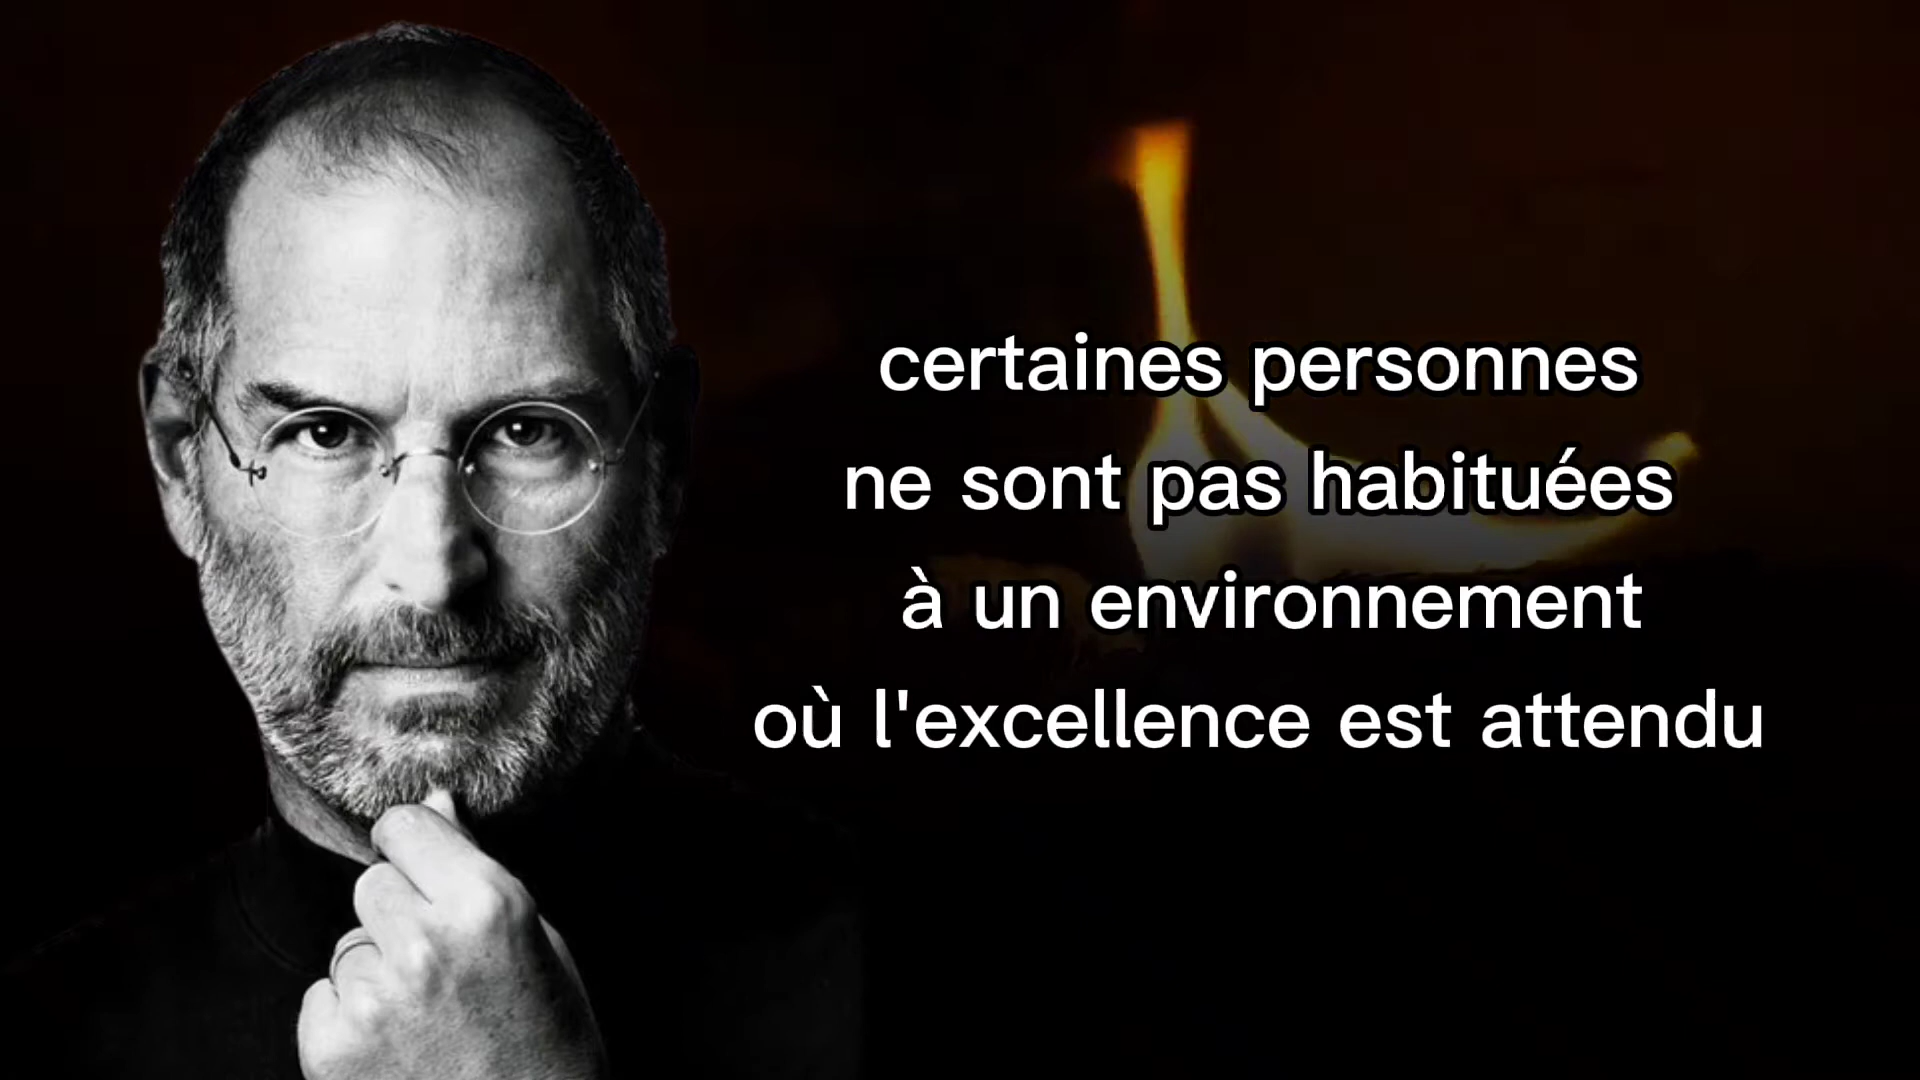 certaines personnes
ne sont pas habituées
à un environnement
où l'excellence est attendu